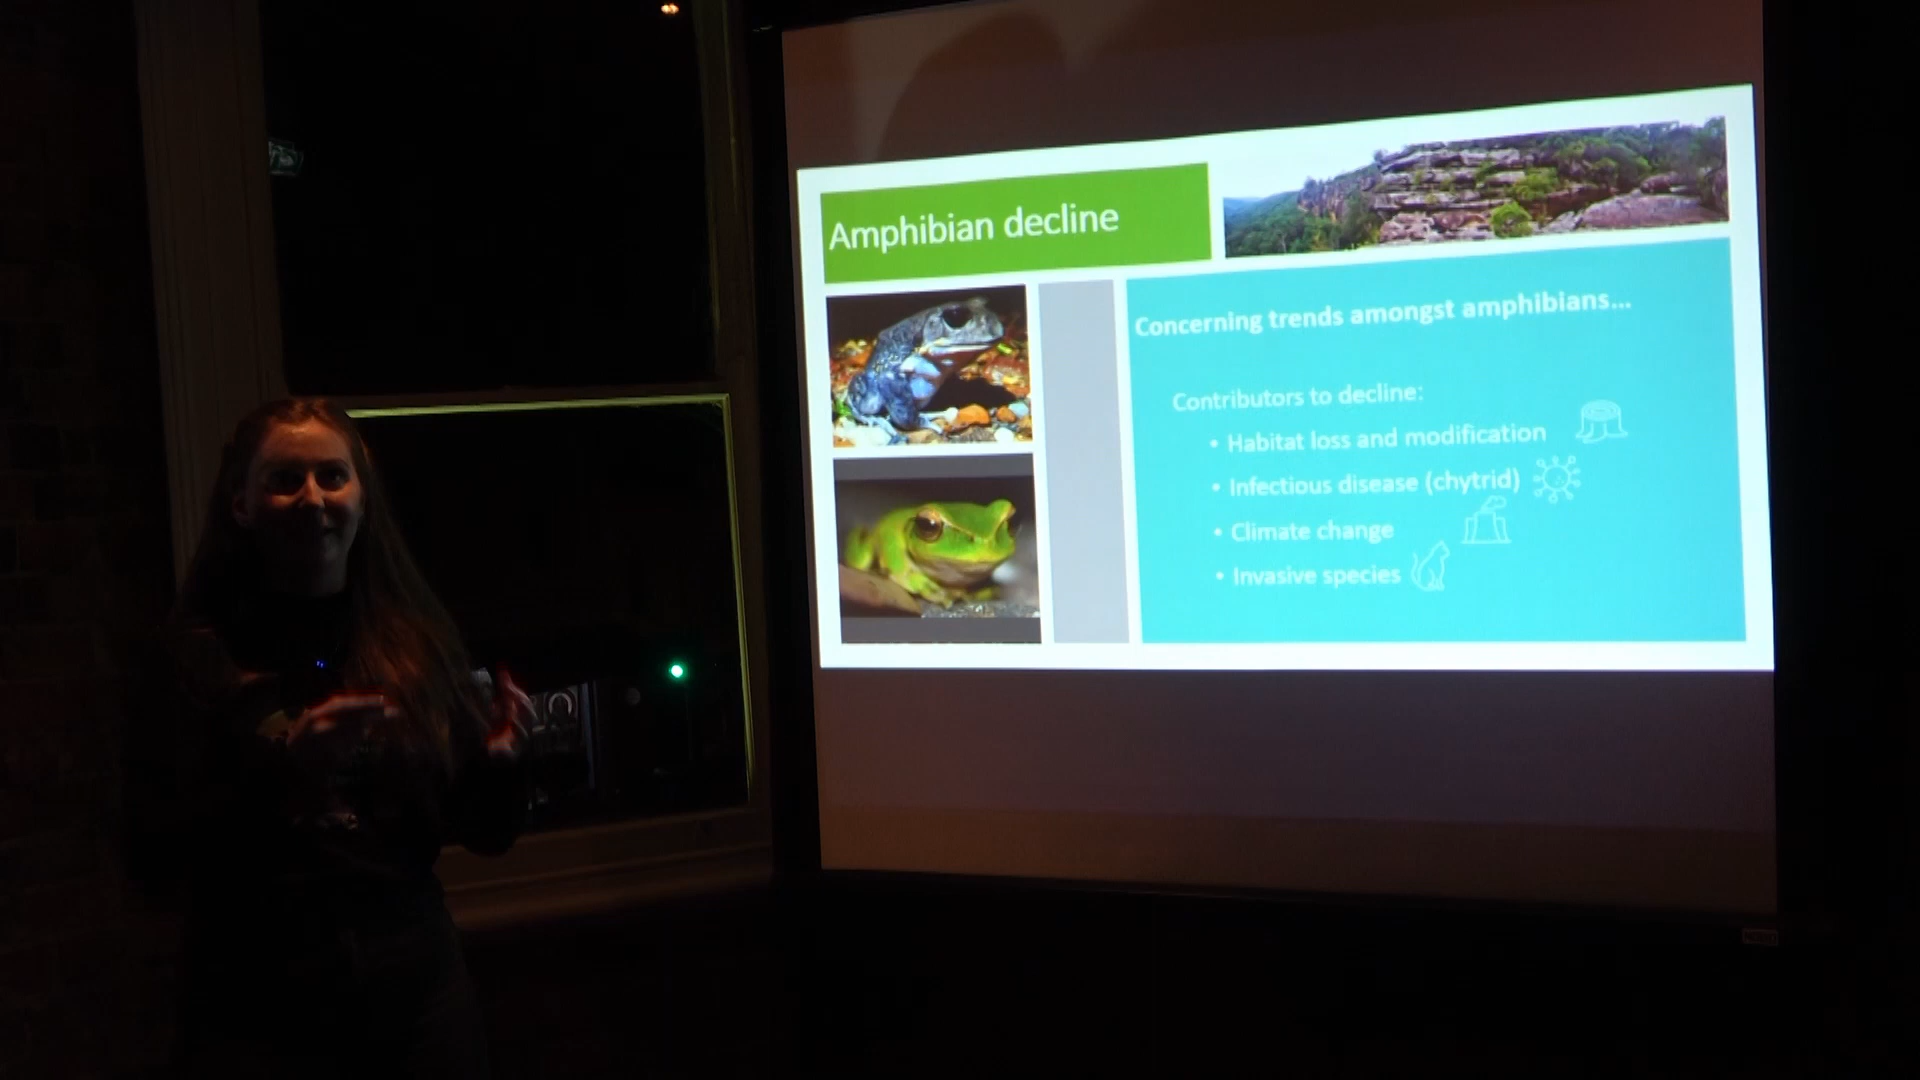 Amphibian decline
Concerning trends amongst amphibians...
Contributors to decline:
• Habitat loss and modification
• Infectious disease (chytrid)
• Climate change
• Invasive species